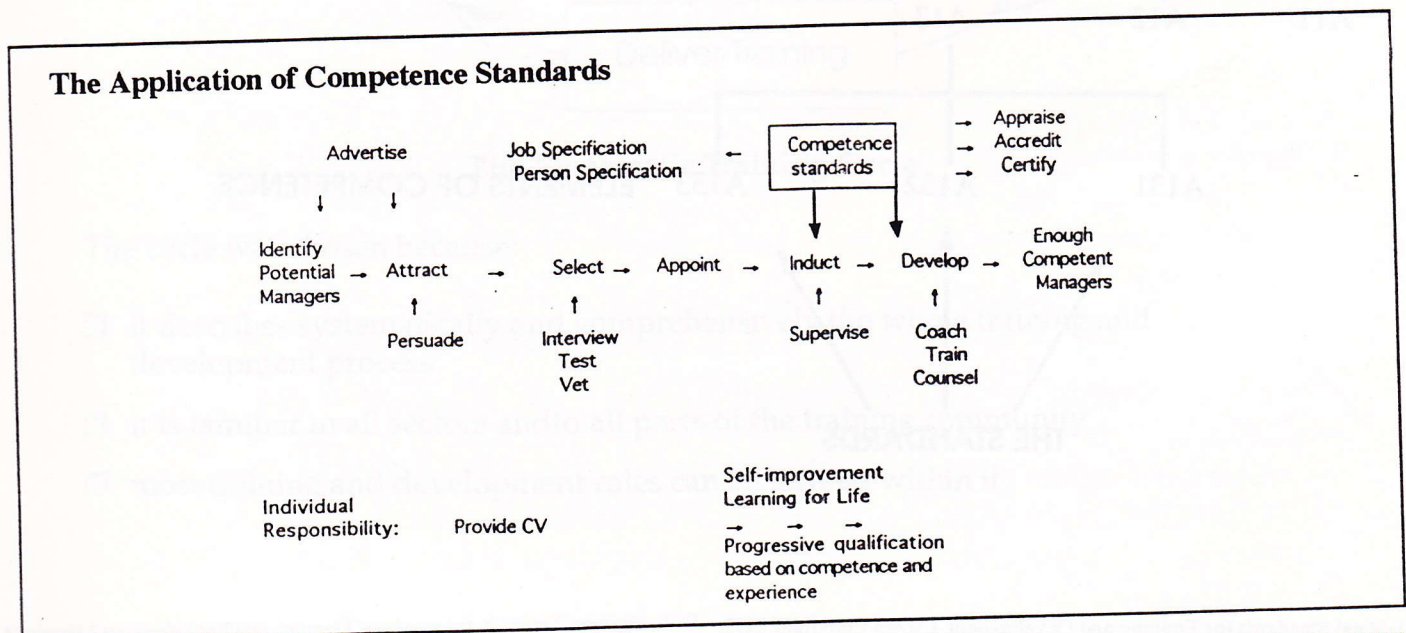 The Application of Competence Standards
Advertise
Job Specification
Person Specification
←
Competence
standards
→ Appraise
→ Accredit
→ Certify
↓ ↓
Identify
Potential
Managers
→ Attract → Select → Appoint → Induct → Develop →
Enough
Competent
Managers
↑
Persuade
↑
Interview
Test
Vet
↑
Supervise
↑
Coach
Train
Counsel
Individual
Responsibility: Provide CV
Self-improvement
Learning for Life
→ → →
Progressive qualification
based on competence and
experience